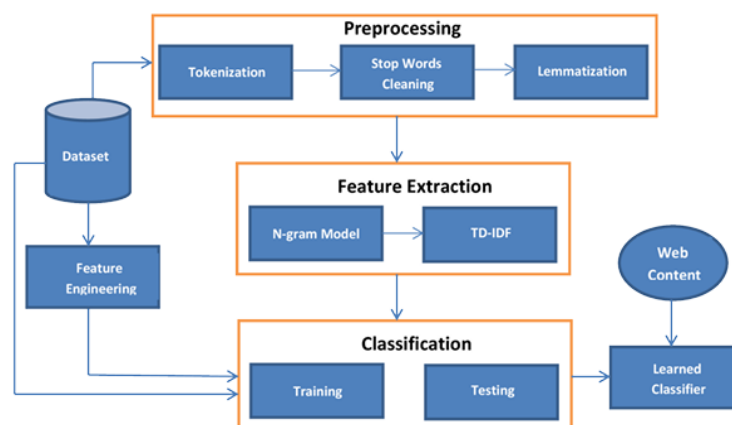 Preprocessing
Tokenization
Stop Words
Cleaning
Lemmatization
Dataset
Feature Extraction
N-gram Model
TD-IDF
Feature
Engineering
Web
Content
Classification
Training
Testing
Learned
Classifier